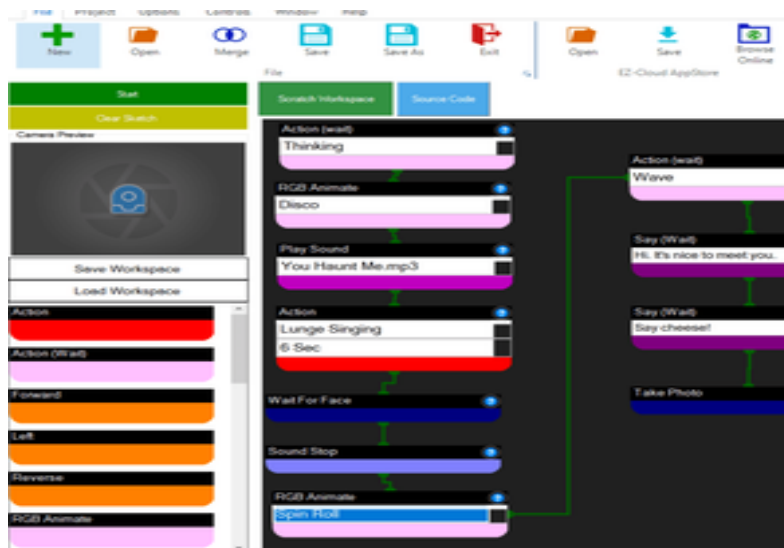 File Project Options Controls Window Help
New Open Merge Save Save As Exit Open Save Browse Online
File EZ-Cloud AppStore
Start
Clear Sketch
Camera Preview
Save Workspace
Load Workspace
Action
Action (Wait)
Forward
Left
Reverse
RGB Animate
Scratch Workspace Source Code
Action (wait)
Thinking
RGB Animate
Disco
Play Sound
You Haunt Me.mp3
Action
Lunge Singing
6 Sec
Wait For Face
Sound Stop
RGB Animate
Spin Roll
Action (wait)
Wave
Say (Wait)
Hi. It's nice to meet you.
Say (Wait)
Say cheese!
Take Photo